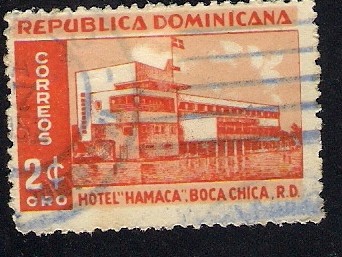 REPUBLICA DOMINICANA
CORREOS
2¢
ORO
HOTEL "HAMACA". BOCA CHICA, R.D.